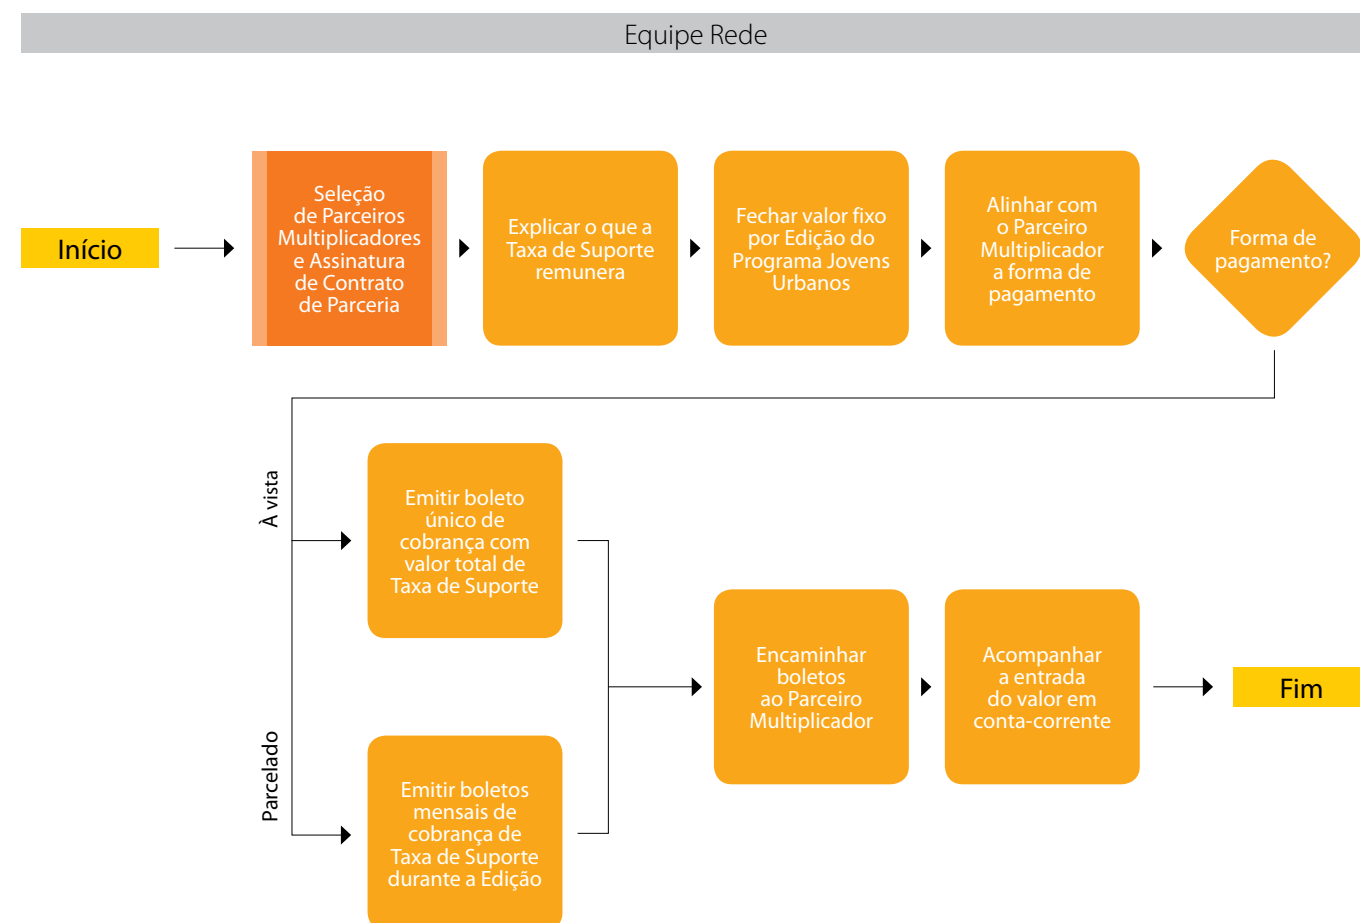 Equipe Rede
Início
Seleção
de Parceiros
Multiplicadores
e Assinatura
de Contrato
de Parceria
Explicar o que a
Taxa de Suporte
remunera
Fechar valor fixo
por Edição do
Programa Jovens
Urbanos
Alinhar com
o Parceiro
Multiplicador
a forma de
pagamento
Forma de
pagamento?
À vista
Emitir boleto
único de
cobrança com
valor total de
Taxa de Suporte
Parcelado
Emitir boletos
mensais de
cobrança de
Taxa de Suporte
durante a Edição
Encaminhar
boletos
ao Parceiro
Multiplicador
Acompanhar
a entrada
do valor em
conta-corrente
Fim